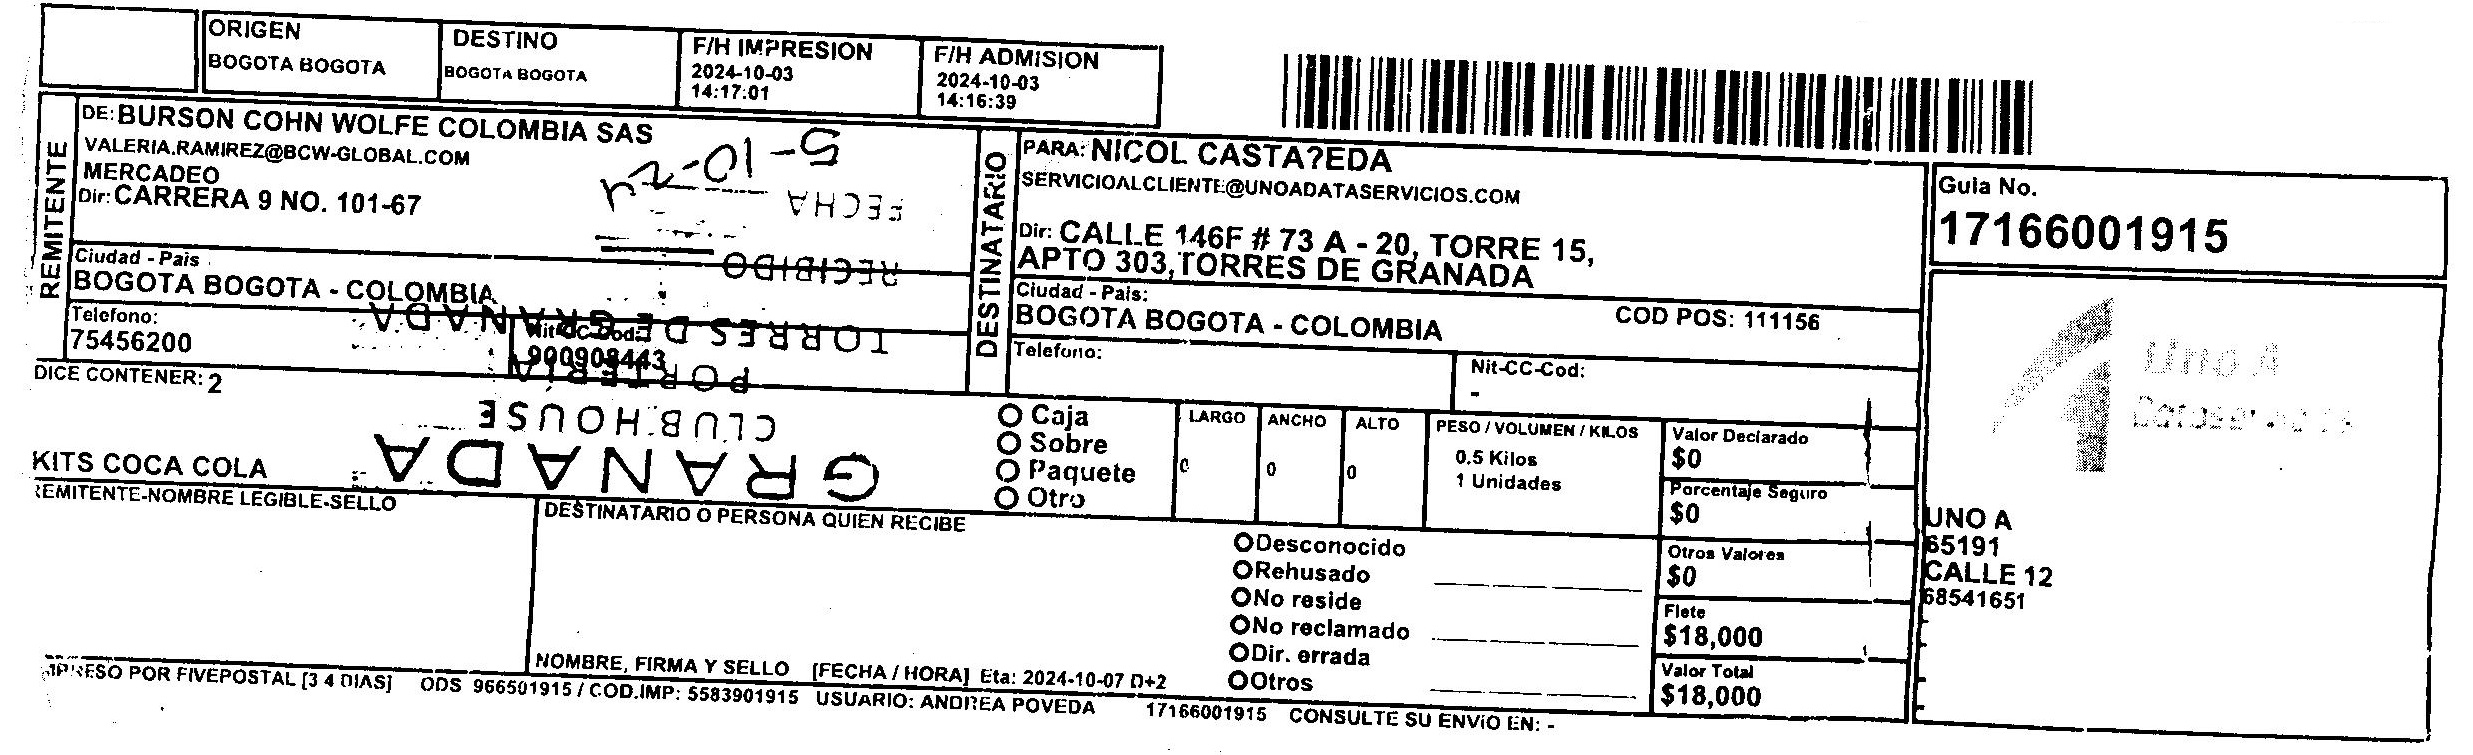 ORIGEN
BOGOTA BOGOTA
DESTINO
BOGOTA BOGOTA
F/H IMPRESION
2024-10-03
14:17:01
F/H ADMISION
2024-10-03
14:16:39
REMITENTE
DE: BURSON COHN WOLFE COLOMBIA SAS
VALERIA.RAMIREZ@BCW-GLOBAL.COM
MERCADEO
Dir: CARRERA 9 NO. 101-67
Ciudad - Pais
BOGOTA BOGOTA - COLOMBIA
Telefono:
75456200
Nit-CC-Cod:
900908443
DESTINATARIO
PARA: NICOL CASTA?EDA
SERVICIOALCLIENTE@UNOADATASERVICIOS.COM
Dir: CALLE 146F # 73 A - 20, TORRE 15,
APTO 303, TORRES DE GRANADA
Ciudad - Pais:
BOGOTA BOGOTA - COLOMBIA
COD POS: 111156
Telefono:
Nit-CC-Cod:
-
Guia No.
17166001915
DICE CONTENER: 2
KITS COCA COLA
GRANADA
CLUB HOUSE
PORTERIA
TORRES DE GRANADA
RECIBIDO
FECHA
5-10-2
Caja
Sobre
Paquete
Otro
LARGO
0
ANCHO
0
ALTO
0
PESO / VOLUMEN / KILOS
0.5 Kilos
1 Unidades
Valor Declarado
$0
Porcentaje Seguro
$0
Otros Valores
$0
Flete
$18,000
Valor Total
$18,000
Uno A
UNO A
65191
CALLE 12
68541651
EMITENTE-NOMBRE LEGIBLE-SELLO
DESTINATARIO O PERSONA QUIEN RECIBE
Desconocido
Rehusado
No reside
No reclamado
Dir. errada
Otros
NOMBRE, FIRMA Y SELLO [FECHA / HORA] Eta: 2024-10-07 D+2
MPRESO POR FIVEPOSTAL [3 4 DIAS] ODS 966501915 / COD.IMP: 5583901915 USUARIO: ANDREA POVEDA 17166001915 CONSULTE SU ENVIO EN: -